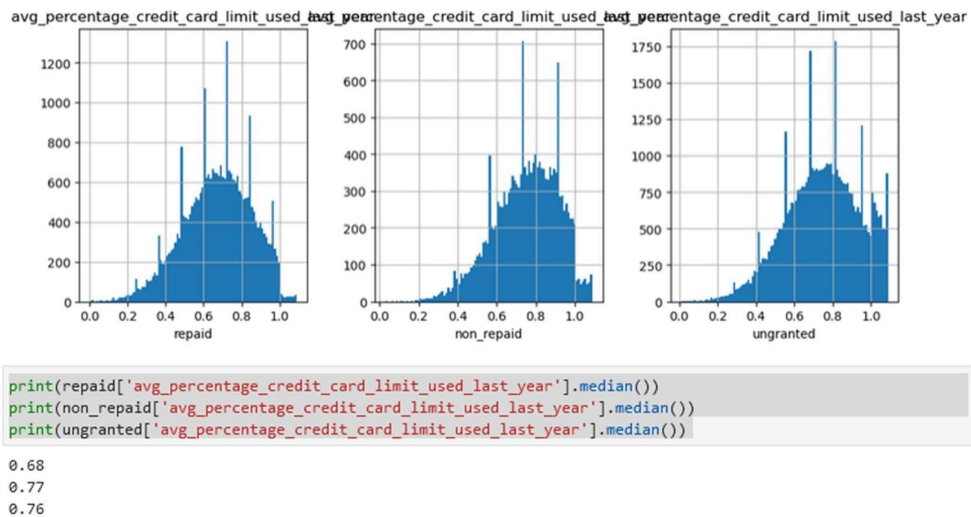 avg_percentage_credit_card_limit_used_last_year avg_percentage_credit_card_limit_used_last_year avg_percentage_credit_card_limit_used_last_year
1200
1000
800
600
400
200
0
0.0 0.2 0.4 0.6 0.8 1.0
repaid
700
600
500
400
300
200
100
0
0.0 0.2 0.4 0.6 0.8 1.0
non_repaid
1750
1500
1250
1000
750
500
250
0
0.0 0.2 0.4 0.6 0.8 1.0
ungranted
print(repaid['avg_percentage_credit_card_limit_used_last_year'].median())
print(non_repaid['avg_percentage_credit_card_limit_used_last_year'].median())
print(ungranted['avg_percentage_credit_card_limit_used_last_year'].median())
0.68
0.77
0.76